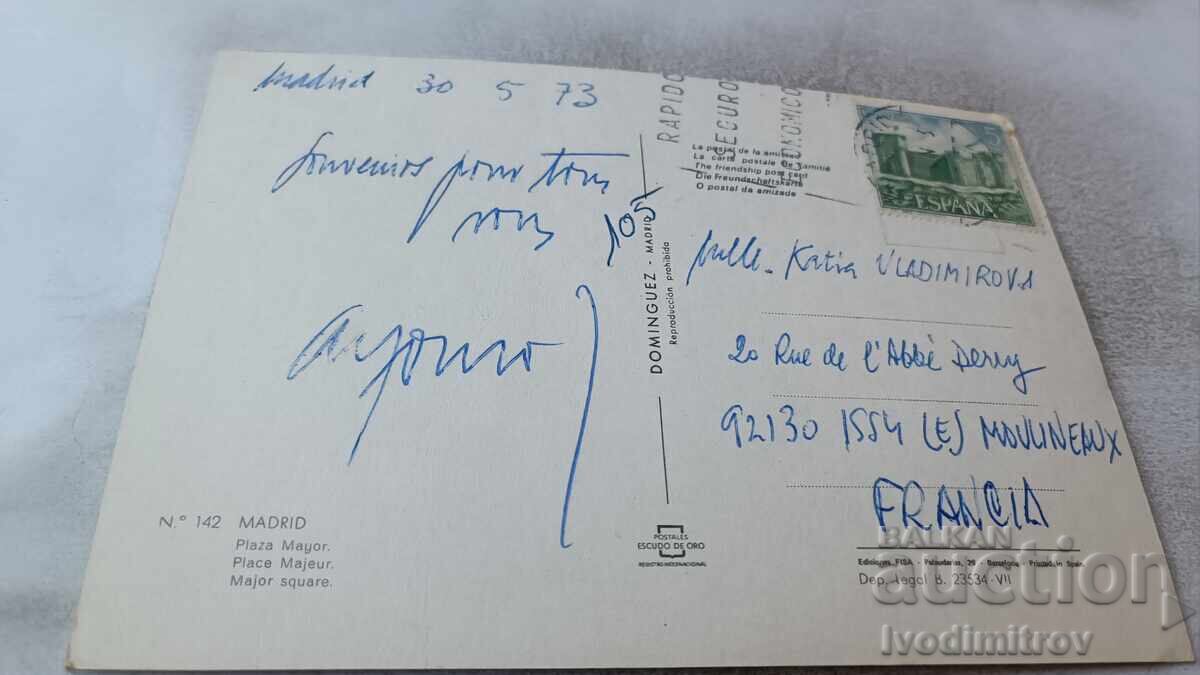 Madrid 30 5 73
Souvenirs pour tous
nous
105
RAPIDO
SEGURO
ONOMICO
La postal de la amistad
La carte postale de l'amitié
The friendship post card
Die Freundschaftskarte
O postal da amizade
5
ESPAÑA
DOMINGUEZ - MADRID
Reproducción prohibida
Mlle. Katia VLADIMIROVA
20 Rue de l'Abbé Derry
92130 ISSY LES MOULINEAUX
FRANCIA
N.º 142 MADRID
Plaza Mayor.
Place Majeur.
Major square.
POSTALES
ESCUDO DE ORO
REGISTRO INTERNACIONAL
Ediciones FISA - Palaudarias, 26 - Barcelona - Printed in Spain
Dep. Legal B. 23534-VII
BALKAN
AUCTION
Ivodimitrov